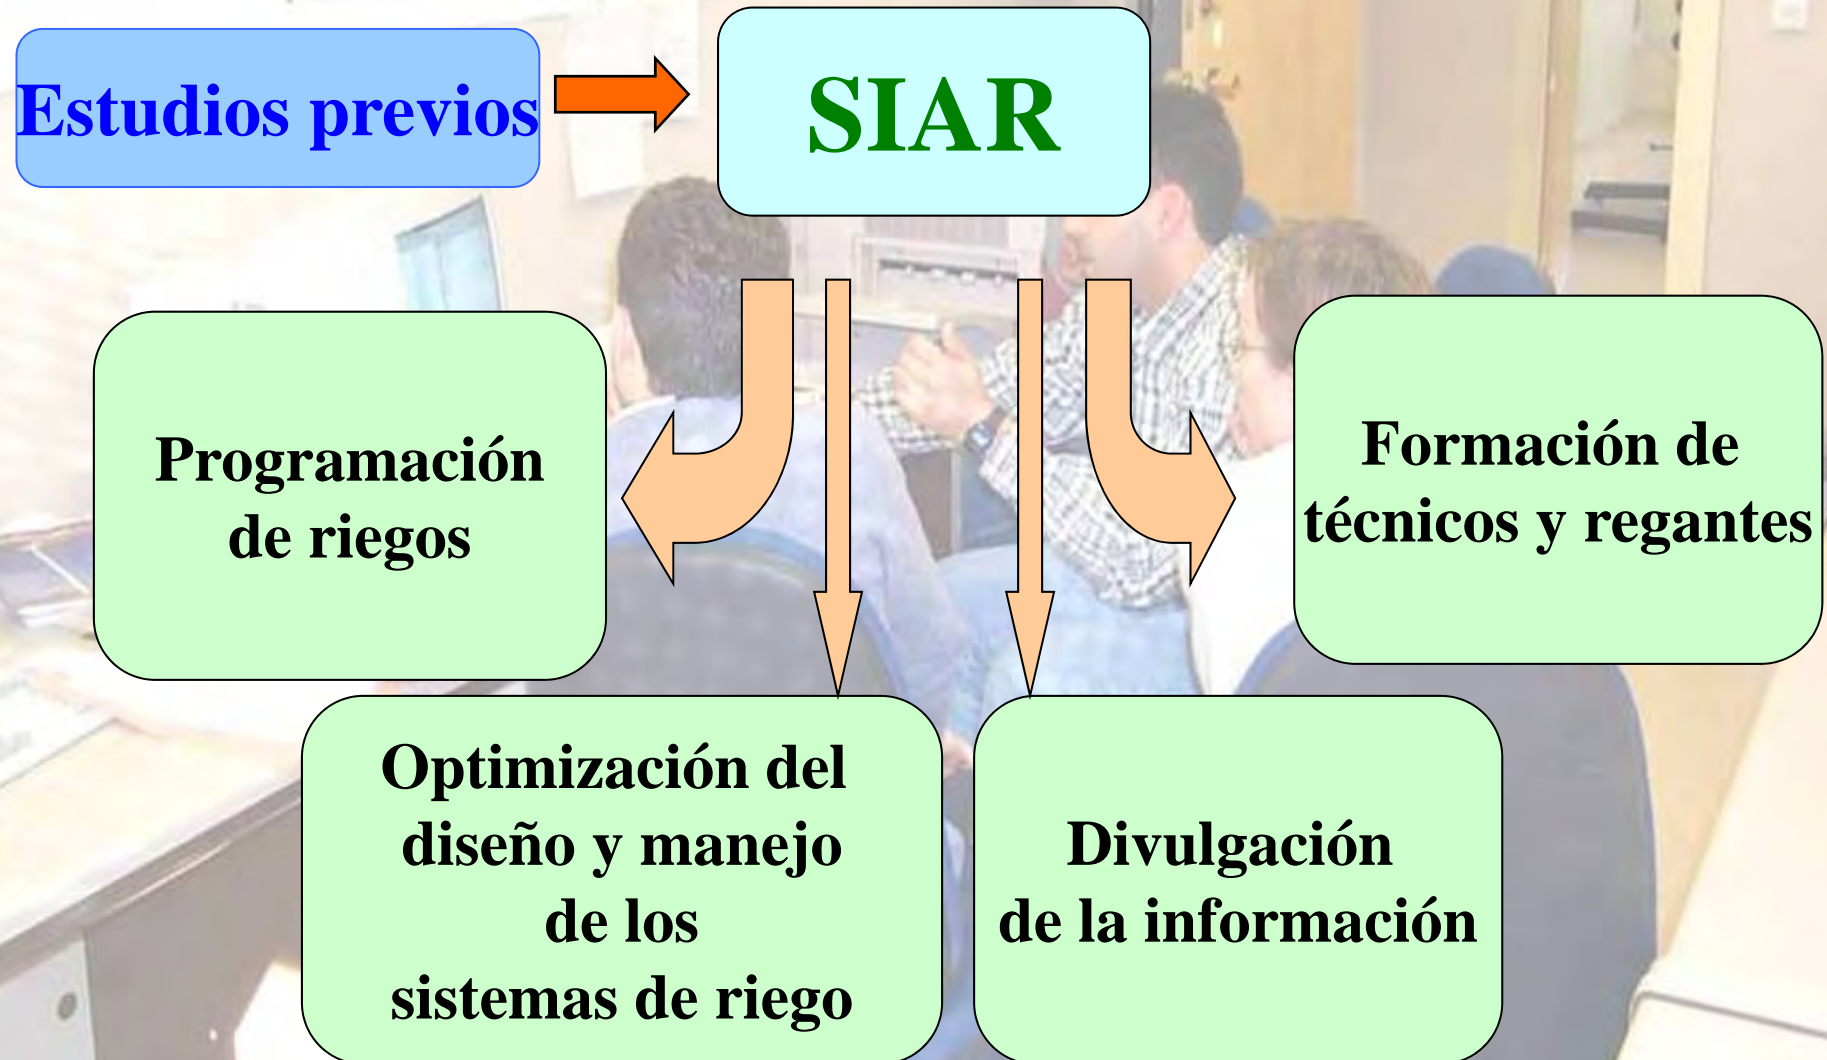 Estudios previos
SIAR
Programación
de riegos
Formación de
técnicos y regantes
Optimización del
diseño y manejo
de los
sistemas de riego
Divulgación
de la información